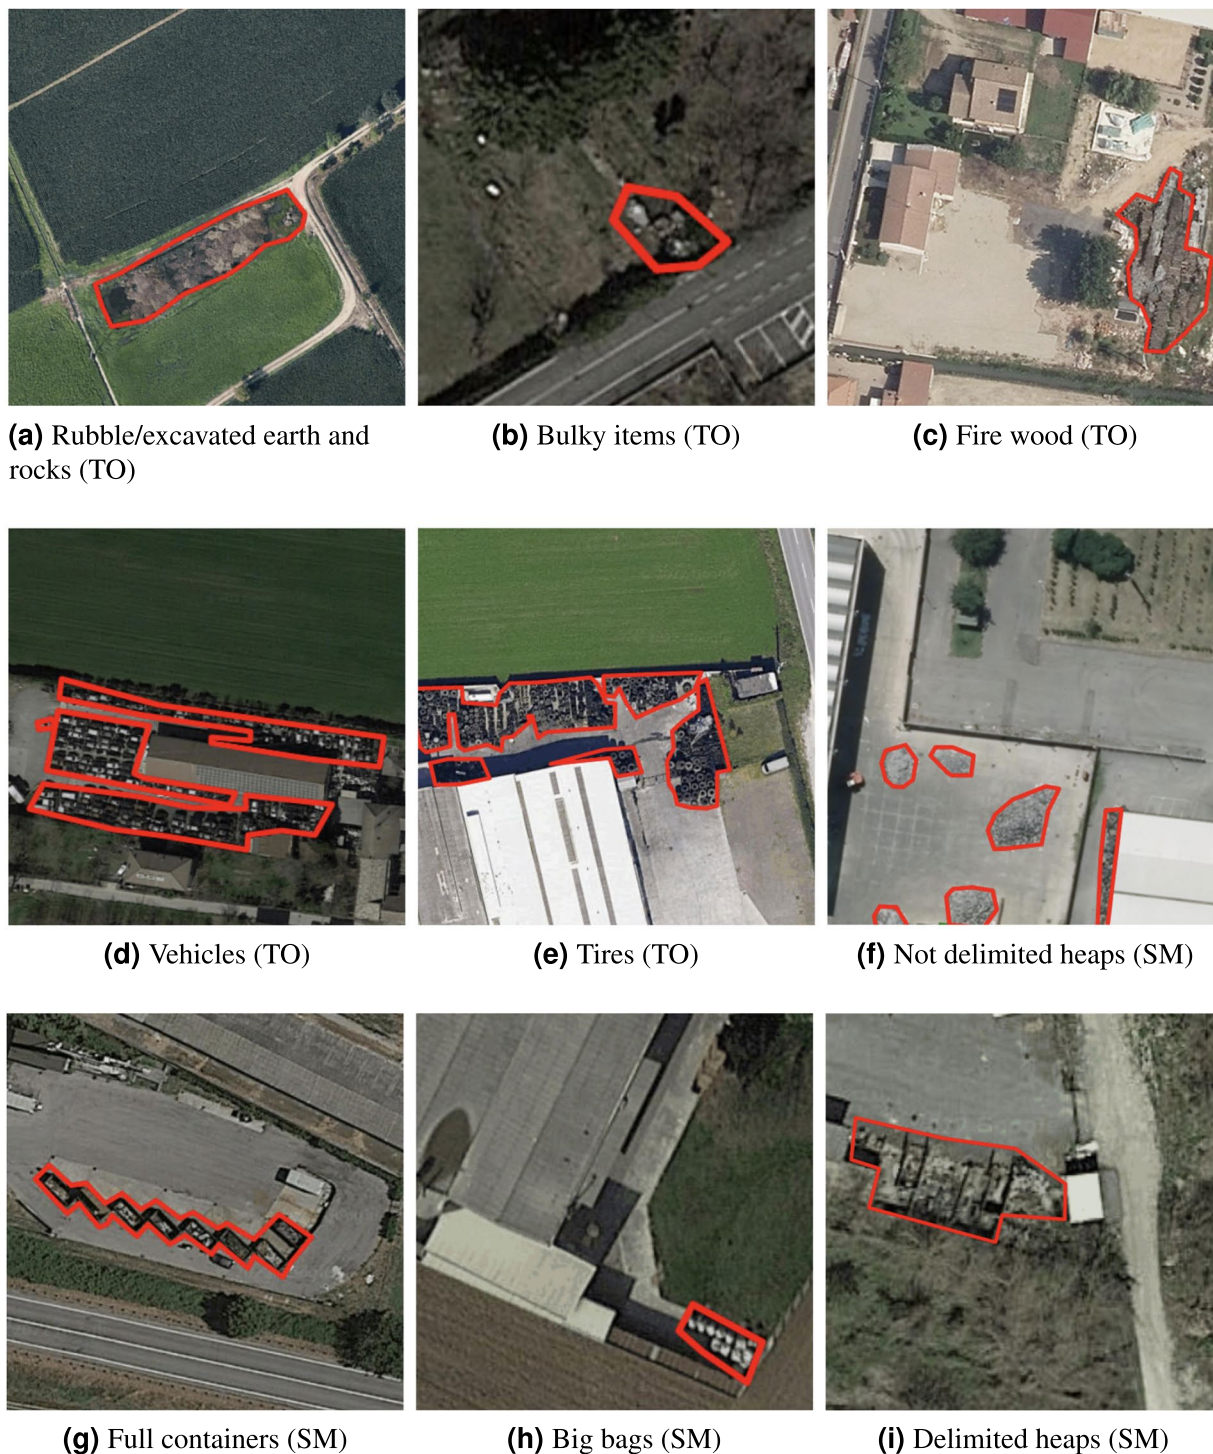 (a) Rubble/excavated earth and
rocks (TO)
(b) Bulky items (TO)
(c) Fire wood (TO)
(d) Vehicles (TO)
(e) Tires (TO)
(f) Not delimited heaps (SM)
(g) Full containers (SM)
(h) Big bags (SM)
(i) Delimited heaps (SM)